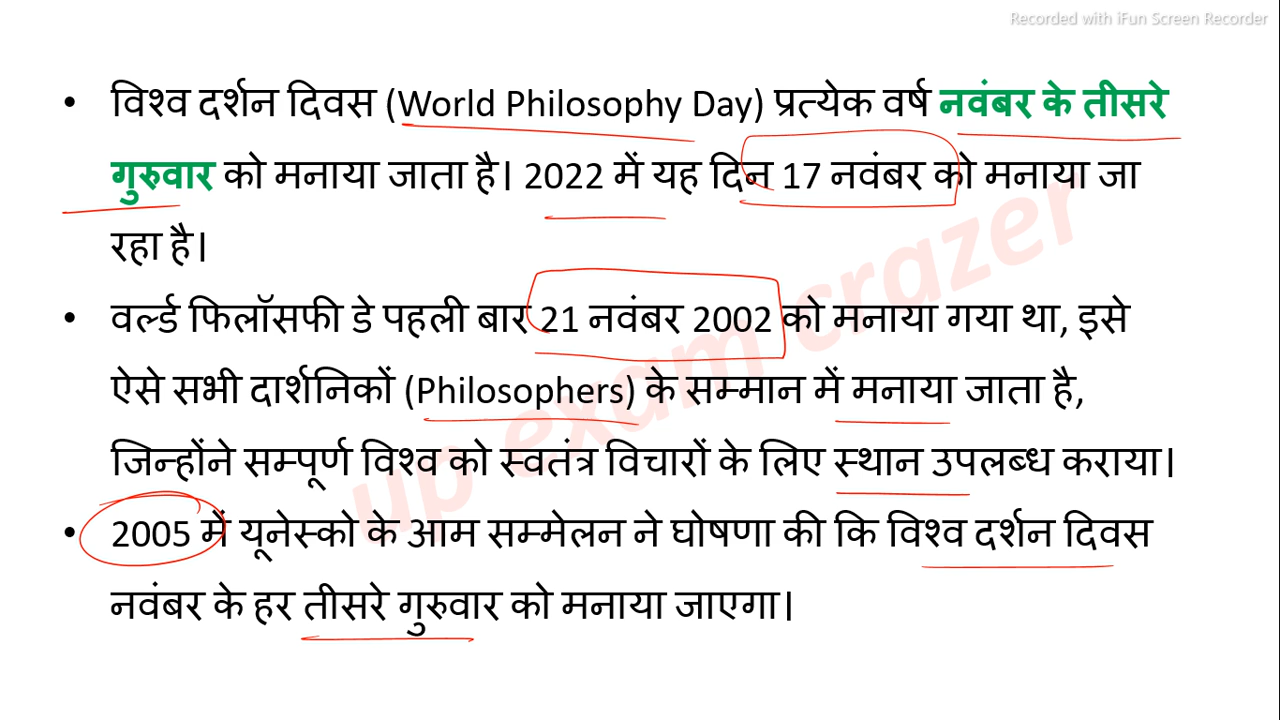 Recorded with iFun Screen Recorder
• विश्व दर्शन दिवस (World Philosophy Day) प्रत्येक वर्ष नवंबर के तीसरे
गुरुवार को मनाया जाता है। 2022 में यह दिन 17 नवंबर को मनाया जा
रहा है।
• वर्ल्ड फिलॉसफी डे पहली बार 21 नवंबर 2002 को मनाया गया था, इसे
ऐसे सभी दार्शनिकों (Philosophers) के सम्मान में मनाया जाता है,
जिन्होंने सम्पूर्ण विश्व को स्वतंत्र विचारों के लिए स्थान उपलब्ध कराया।
• 2005 में यूनेस्को के आम सम्मेलन ने घोषणा की कि विश्व दर्शन दिवस
नवंबर के हर तीसरे गुरुवार को मनाया जाएगा।
up exam crazer